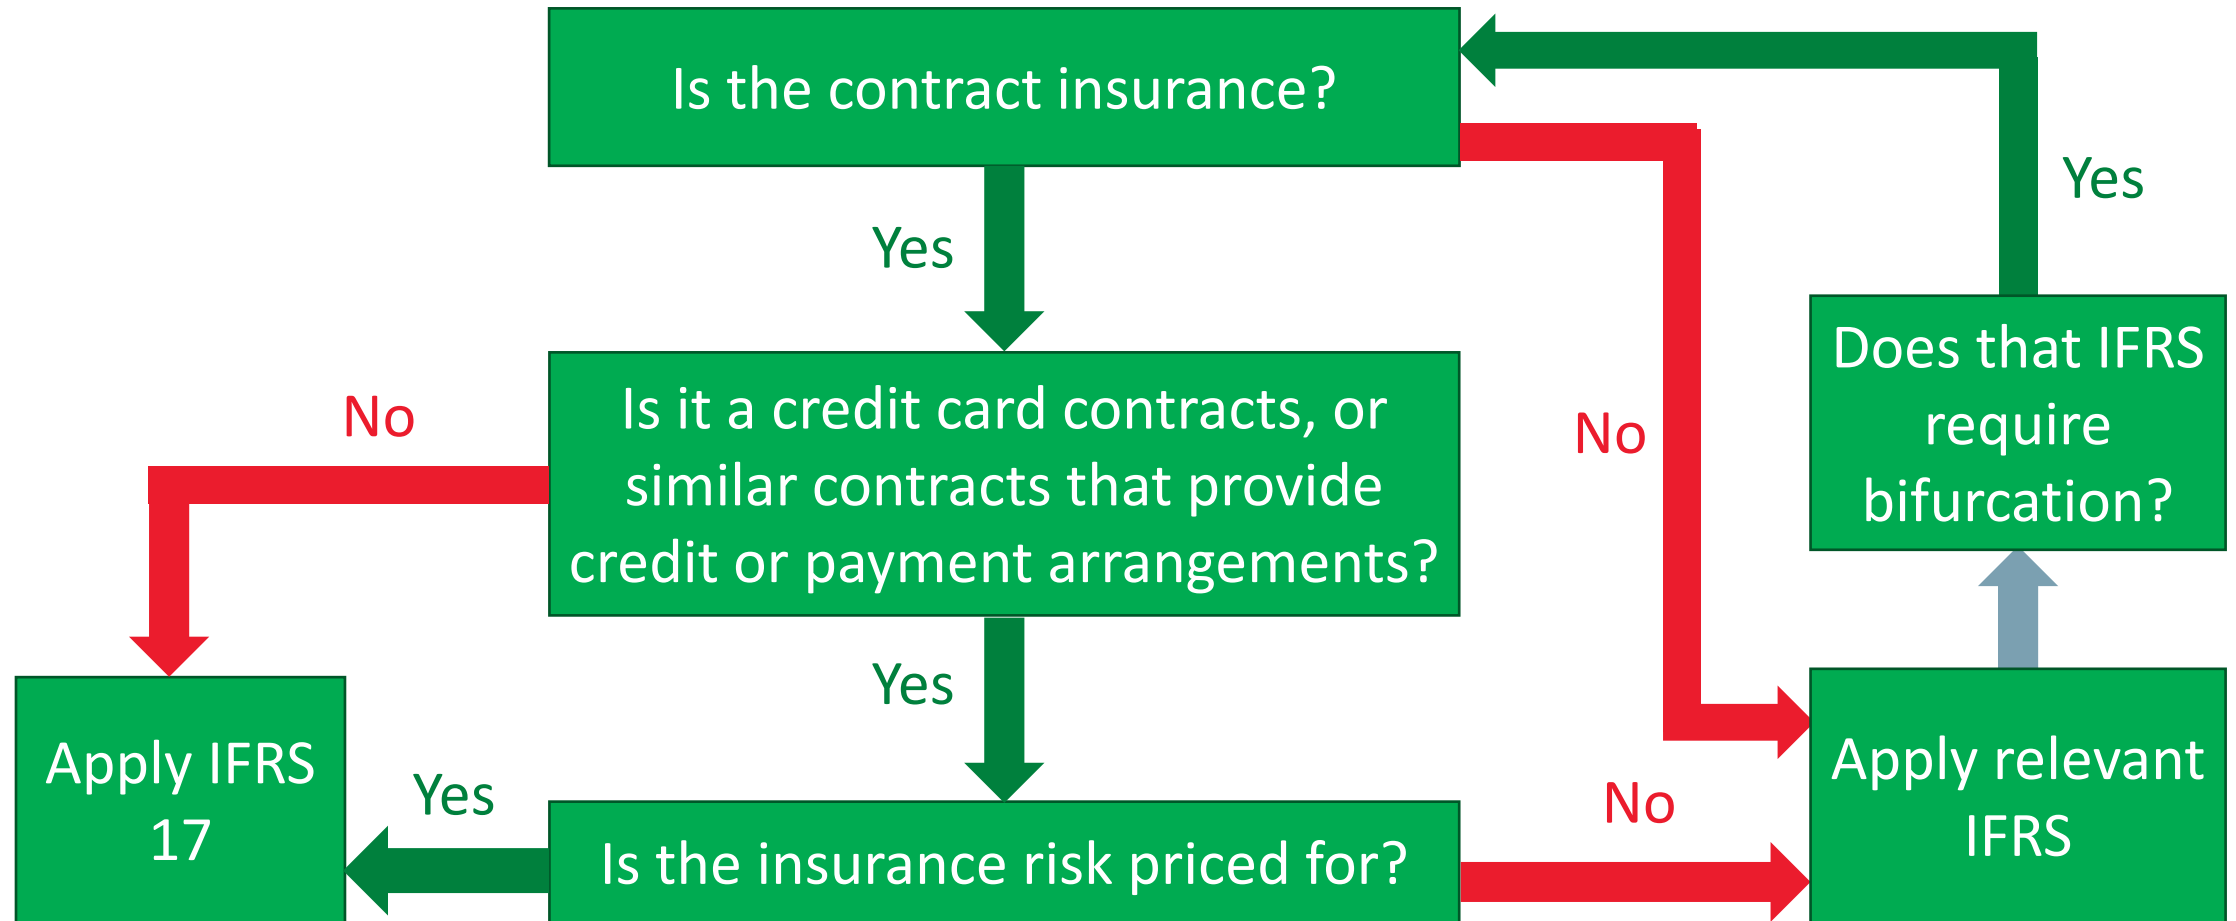 Is the contract insurance?
Yes
Yes
Does that IFRS
require
bifurcation?
No
Is it a credit card contracts, or
similar contracts that provide
credit or payment arrangements?
No
Yes
Apply IFRS
17
Yes
Is the insurance risk priced for?
No
Apply relevant
IFRS